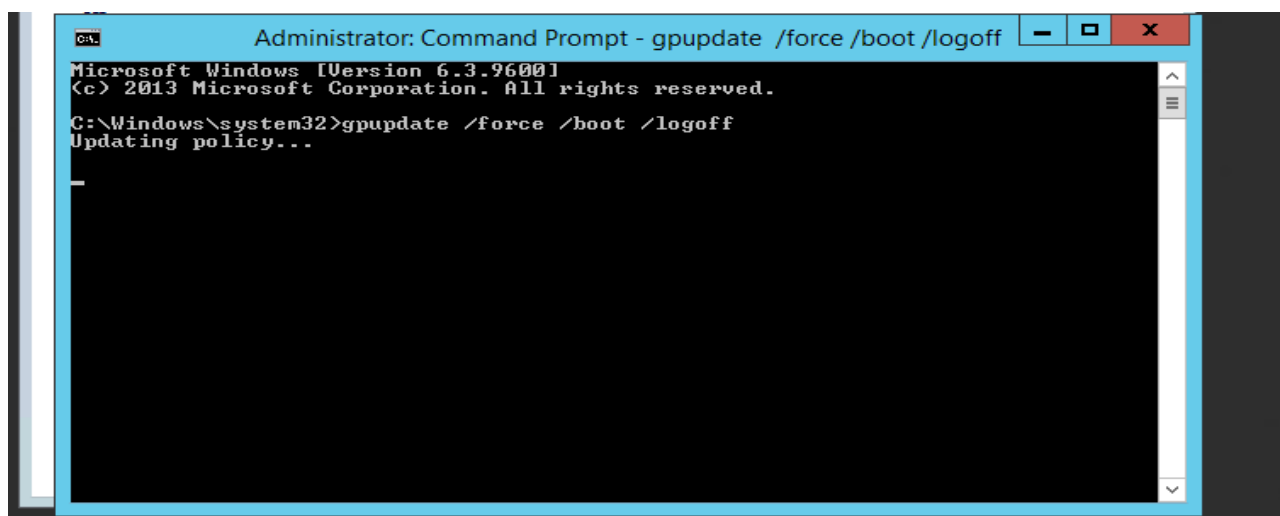 Administrator: Command Prompt - gpupdate /force /boot /logoff
Microsoft Windows [Version 6.3.9600]
(c) 2013 Microsoft Corporation. All rights reserved.
C:\Windows\system32>gpupdate /force /boot /logoff
Updating policy...